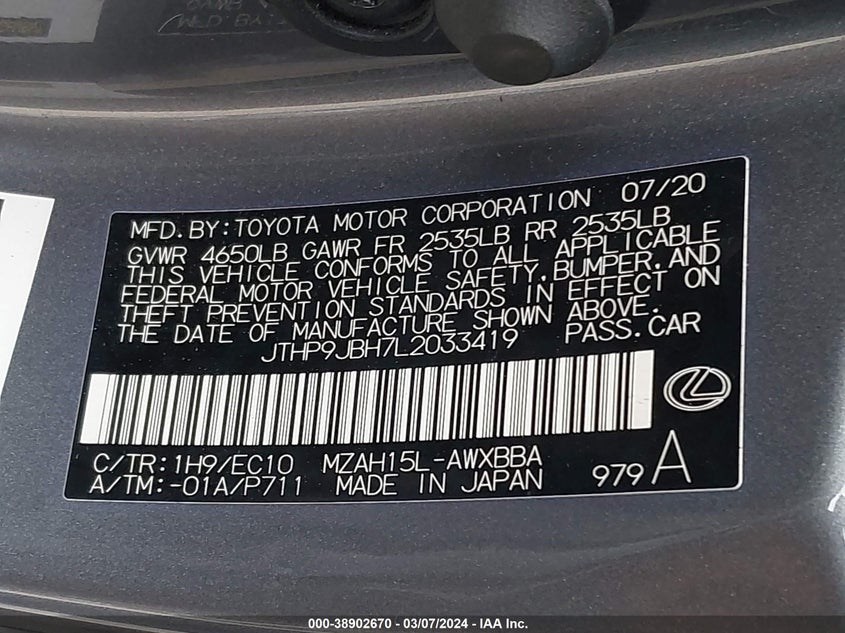 MFD.BY:TOYOTA MOTOR CORPORATION 07/20
GVWR 4650LB GAWR FR 2535LB RR 2535LB
THIS VEHICLE CONFORMS TO ALL APPLICABLE
FEDERAL MOTOR VEHICLE SAFETY,BUMPER,AND
THEFT PREVENTION STANDARDS IN EFFECT ON
THE DATE OF MANUFACTURE SHOWN ABOVE.
JTHP9JBH7L2033419 PASS.CAR
C/TR:1H9/EC10 MZAH15L-AWXBBA
A/TM:-01A/P711 MADE IN JAPAN 979 A
000-38902670 - 03/07/2024 - IAA Inc.